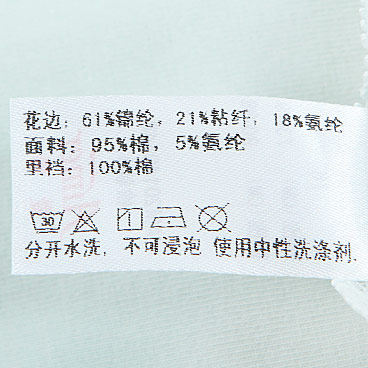 花边：61%锦纶，21%粘纤，18%氨纶
面料：95%棉，5%氨纶
里裆：100%棉
30
分开水洗，不可浸泡 使用中性洗涤剂.